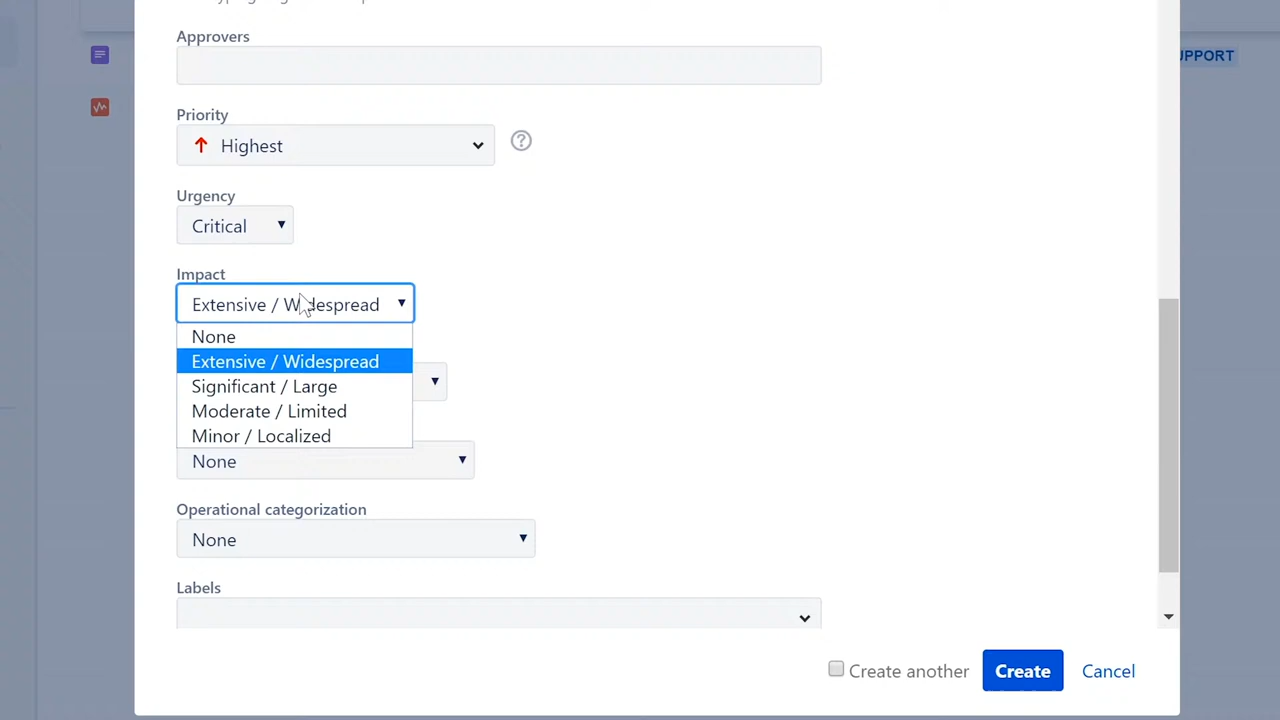 Approvers
UPPORT
Priority
Highest
Urgency
Critical
Impact
Extensive / Widespread
None
Extensive / Widespread
Significant / Large
Moderate / Limited
Minor / Localized
None
Operational categorization
None
Labels
Create another
Create
Cancel